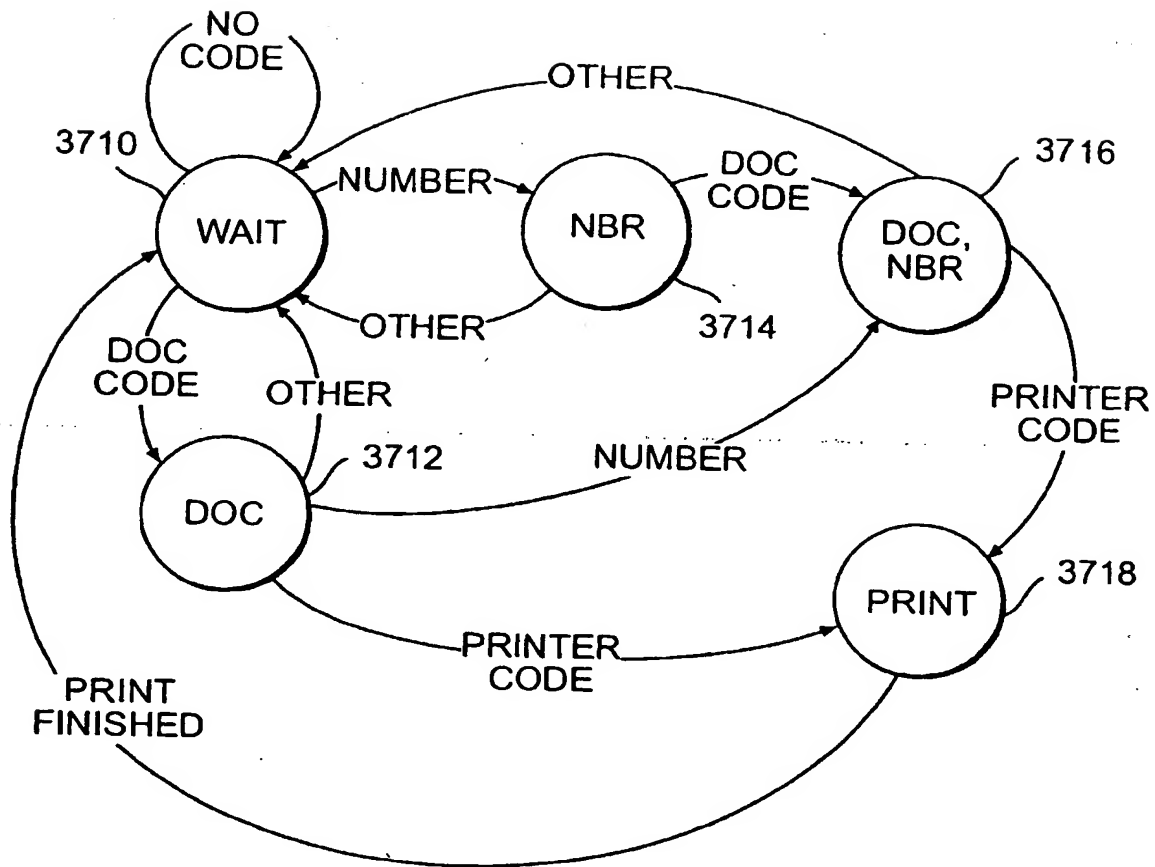 NO
CODE
OTHER
3710
3716
NUMBER
DOC
CODE
WAIT
NBR
DOC,
NBR
OTHER
3714
DOC
CODE
OTHER
PRINTER
CODE
3712
NUMBER
DOC
3718
PRINT
PRINTER
CODE
PRINT
FINISHED